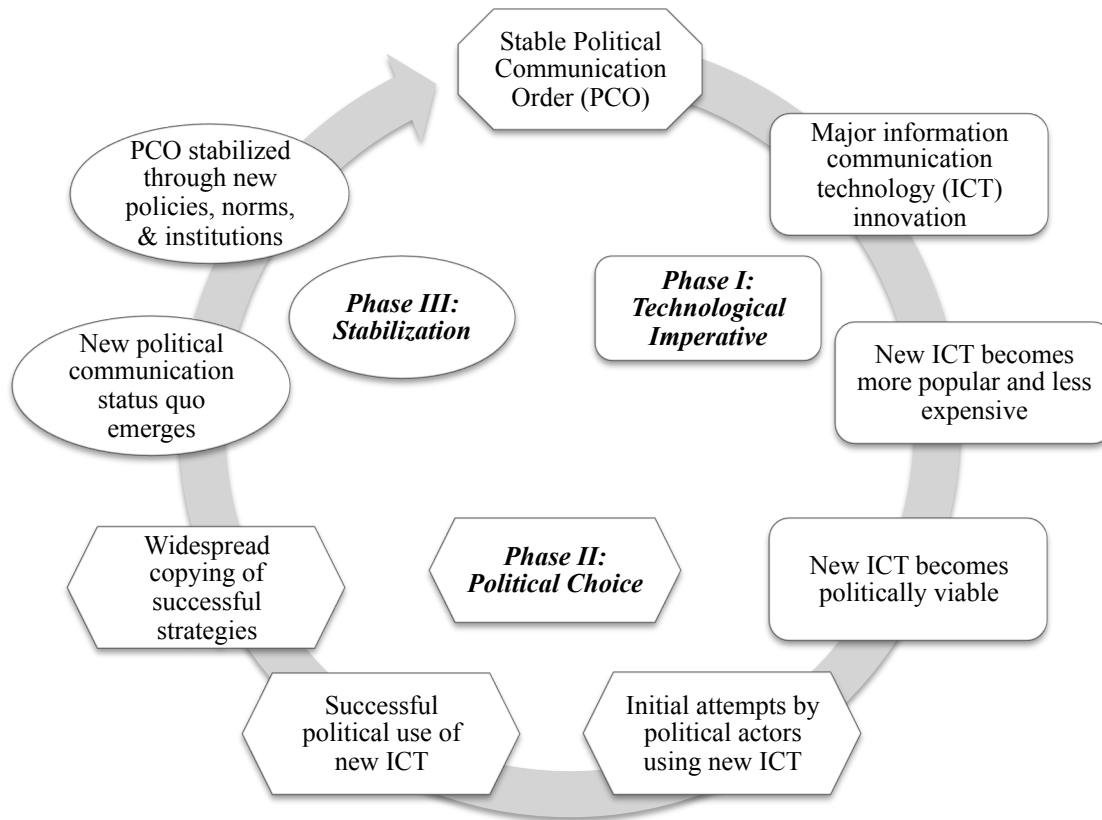 Stable Political
Communication
Order (PCO)
Major information
communication
technology (ICT)
innovation
New ICT becomes
more popular and less
expensive
New ICT becomes
politically viable
Initial attempts by
political actors
using new ICT
Successful
political use of
new ICT
Widespread
copying of
successful
strategies
New political
communication
status quo
emerges
PCO stabilized
through new
policies, norms,
& institutions
Phase I:
Technological
Imperative
Phase II:
Political Choice
Phase III:
Stabilization